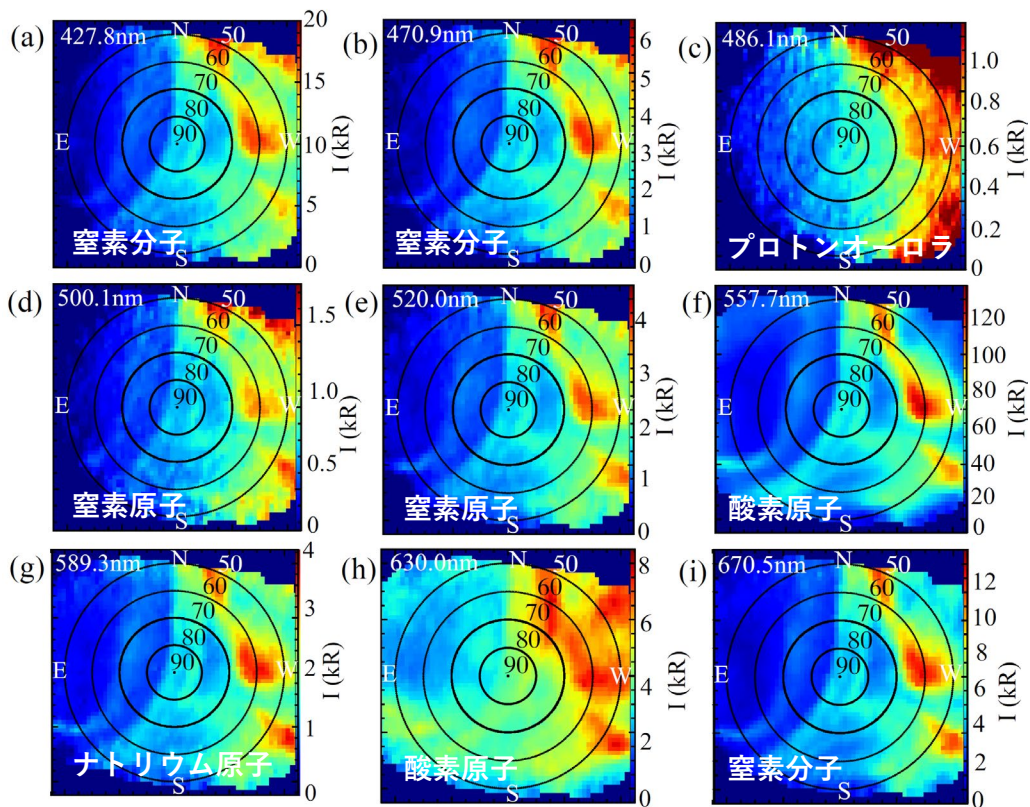 (a) 427.8nm N 50 60 70 80 90 E W S 窒素分子 20 15 10 5 0 I (kR)
(b) 470.9nm N 50 60 70 80 90 E W S 窒素分子 6 5 4 3 2 1 0 I (kR)
(c) 486.1nm N 50 60 70 80 90 E W S プロトンオーロラ 1.0 0.8 0.6 0.4 0.2 0 I (kR)
(d) 500.1nm N 50 60 70 80 90 E W S 窒素原子 1.5 1.0 0.5 0 I (kR)
(e) 520.0nm N 50 60 70 80 90 E W S 窒素原子 4 3 2 1 0 I (kR)
(f) 557.7nm N 50 60 70 80 90 E W S 酸素原子 120 100 80 60 40 20 0 I (kR)
(g) 589.3nm N 50 60 70 80 90 E W S ナトリウム原子 4 3 2 1 0 I (kR)
(h) 630.0nm N 50 60 70 80 90 E W S 酸素原子 8 6 4 2 0 I (kR)
(i) 670.5nm N 50 60 70 80 90 E W S 窒素分子 12 10 8 6 4 2 0 I (kR)